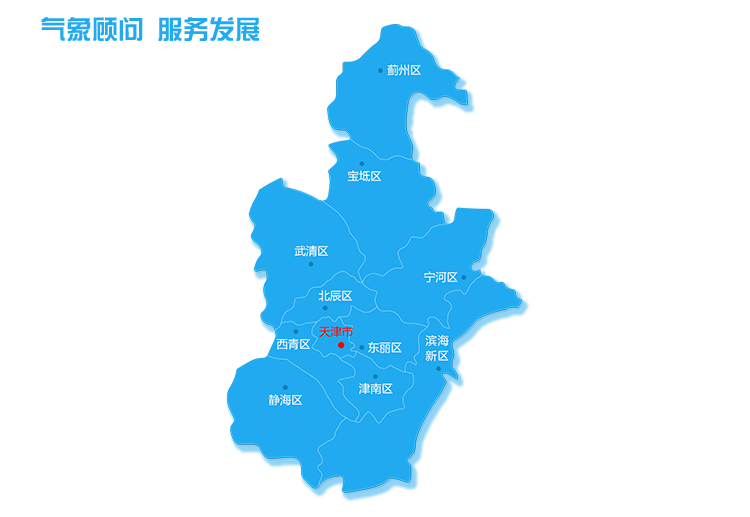 气象顾问 服务发展
蓟州区
宝坻区
武清区
宁河区
北辰区
天津市
西青区
东丽区
滨海
新区
津南区
静海区